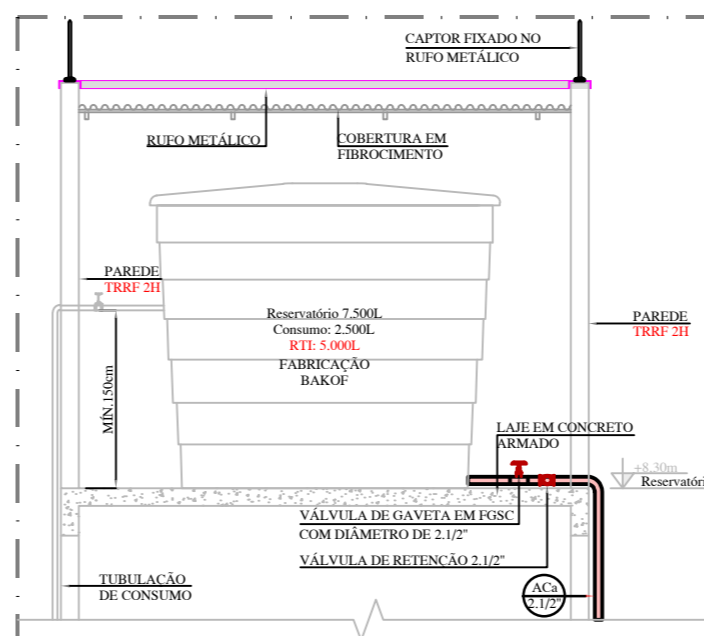 CAPTOR FIXADO NO
RUFO METÁLICO
RUFO METÁLICO
COBERTURA EM
FIBROCIMENTO
PAREDE
TRRF 2H
Reservatório 7.500L
Consumo: 2.500L
RTI: 5.000L
FABRICAÇÃO
BAKOF
PAREDE
TRRF 2H
MÍN.150cm
LAJE EM CONCRETO
ARMADO
+8.30m
Reservatóri
VÁLVULA DE GAVETA EM FGSC
COM DIÂMETRO DE 2.1/2"
VÁLVULA DE RETENÇÃO 2.1/2"
TUBULAÇÃO
DE CONSUMO
ACa
2.1/2"